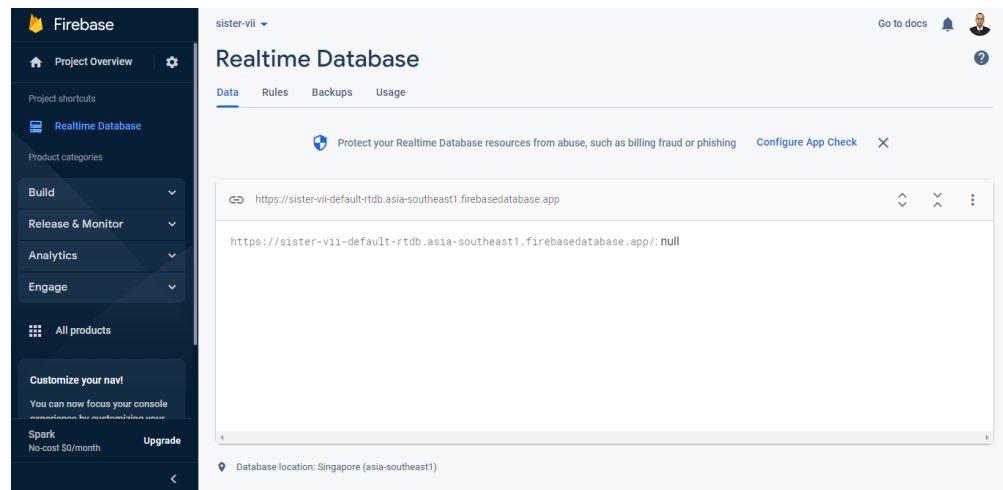 Firebase
Project Overview
Project shortcuts
Realtime Database
Product categories
Build
Release & Monitor
Analytics
Engage
All products
Customize your nav!
You can now focus your console
experience by customizing your
Spark
No-cost $0/month
Upgrade
sister-vii
Go to docs
Realtime Database
Data Rules Backups Usage
Protect your Realtime Database resources from abuse, such as billing fraud or phishing Configure App Check
https://sister-vii-default-rtdb.asia-southeast1.firebasedatabase.app
https://sister-vii-default-rtdb.asia-southeast1.firebasedatabase.app/: null
Database location: Singapore (asia-southeast1)